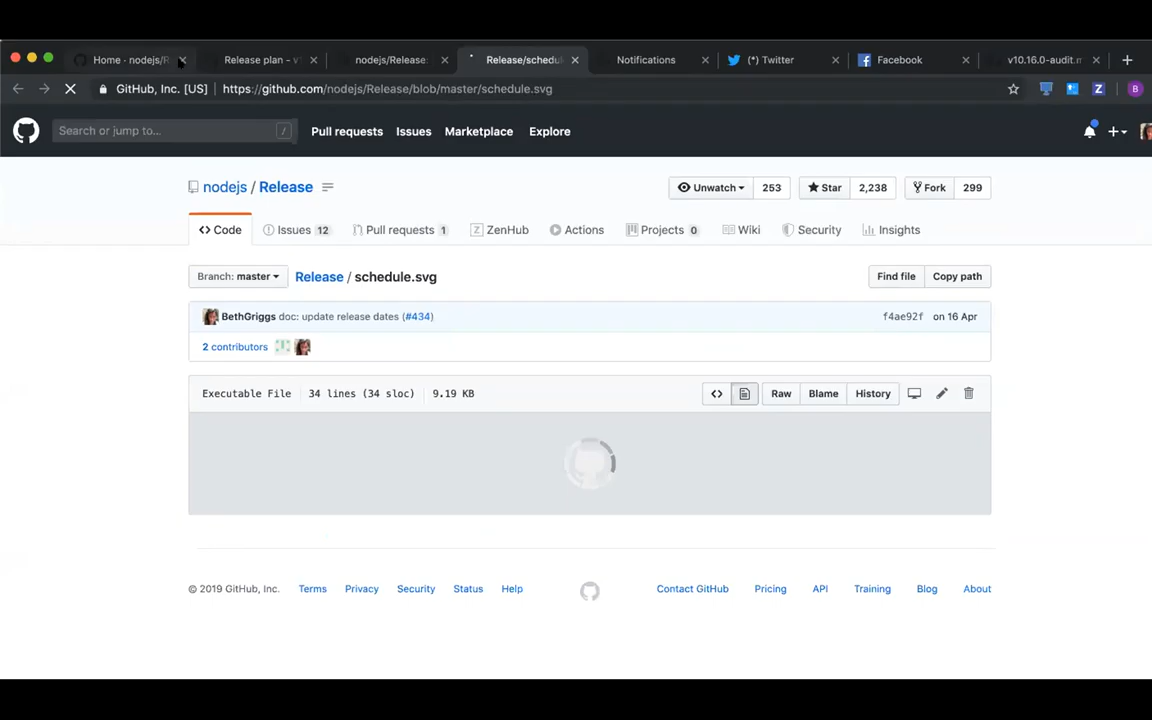 Home - nodejs/R
Release plan - v
nodejs/Release:
Release/schedul
Notifications
(*) Twitter
Facebook
v10.16.0-audit.m
GitHub, Inc. [US]
https://github.com/nodejs/Release/blob/master/schedule.svg
Z
B
Search or jump to...
/
Pull requests
Issues
Marketplace
Explore
nodejs / Release
Unwatch
253
Star
2,238
Fork
299
<> Code
Issues 12
Pull requests 1
ZenHub
Actions
Projects 0
Wiki
Security
Insights
Branch: master
Release / schedule.svg
Find file
Copy path
BethGriggs doc: update release dates (#434)
f4ae92f on 16 Apr
2 contributors
Executable File
34 lines (34 sloc)
9.19 KB
<>
Raw
Blame
History
© 2019 GitHub, Inc.
Terms
Privacy
Security
Status
Help
Contact GitHub
Pricing
API
Training
Blog
About